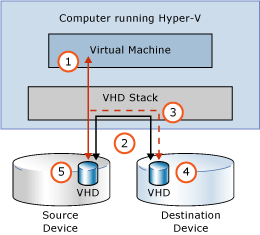 Computer running Hyper-V
Virtual Machine
1
VHD Stack
3
2
5
VHD
VHD
4
Source
Device
Destination
Device